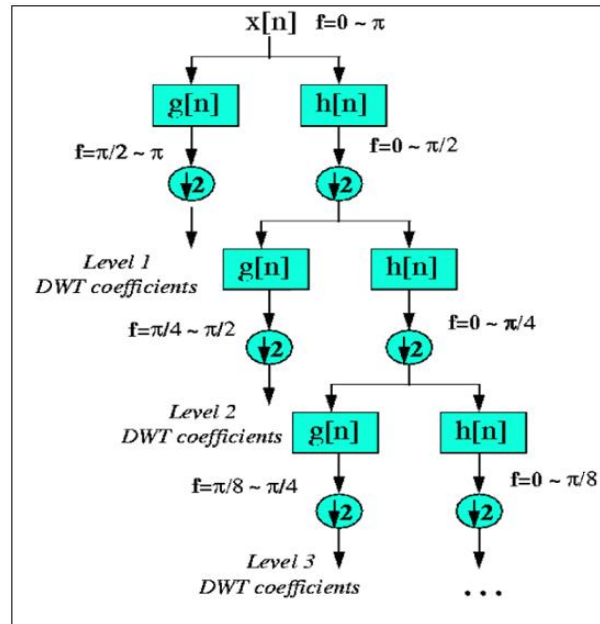 x[n] f=0 ~ π
g[n] h[n]
f=π/2 ~ π f=0 ~ π/2
↓2 ↓2
Level 1
DWT coefficients
g[n] h[n]
f=π/4 ~ π/2 f=0 ~ π/4
↓2 ↓2
Level 2
DWT coefficients
g[n] h[n]
f=π/8 ~ π/4 f=0 ~ π/8
↓2 ↓2
Level 3
DWT coefficients
...